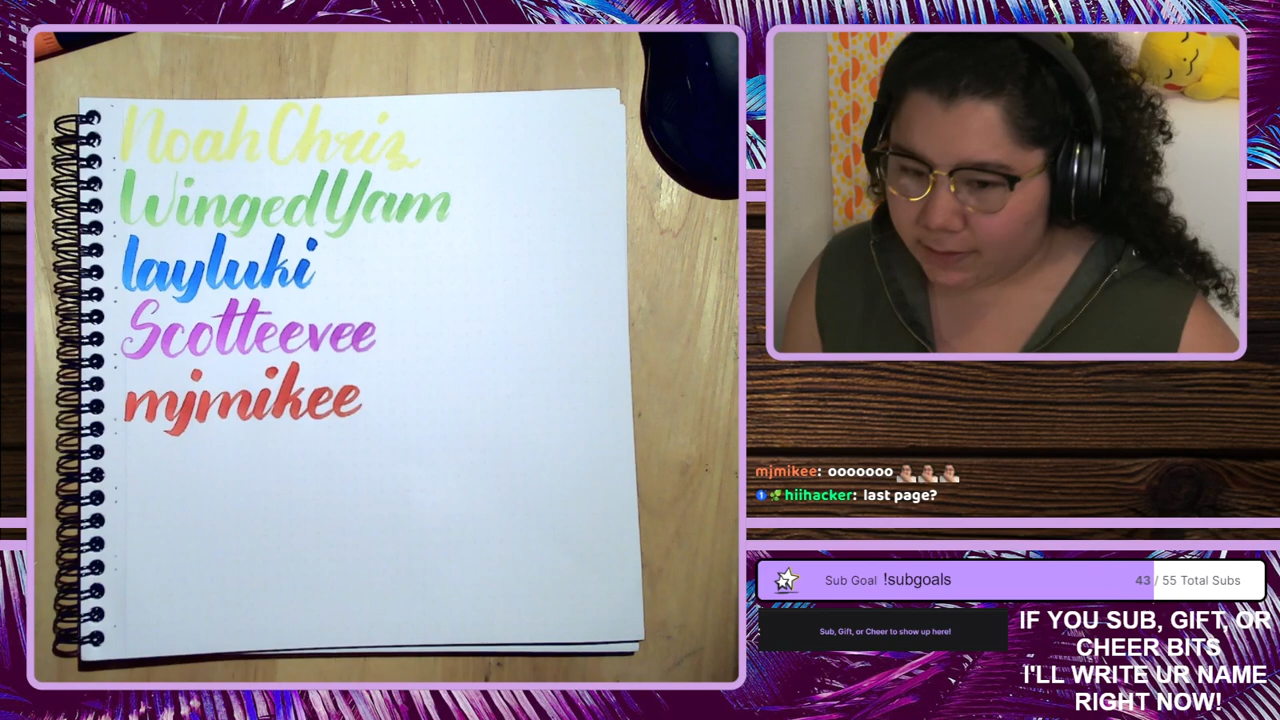 NoahChriz
WingedYam
layluki
Scotteevee
mjmikee
mjmikee: ooooooo
hiihacker: last page?
Sub Goal !subgoals 43 / 55 Total Subs
Sub, Gift, or Cheer to show up here!
IF YOU SUB, GIFT, OR
CHEER BITS
I'LL WRITE UR NAME
RIGHT NOW!